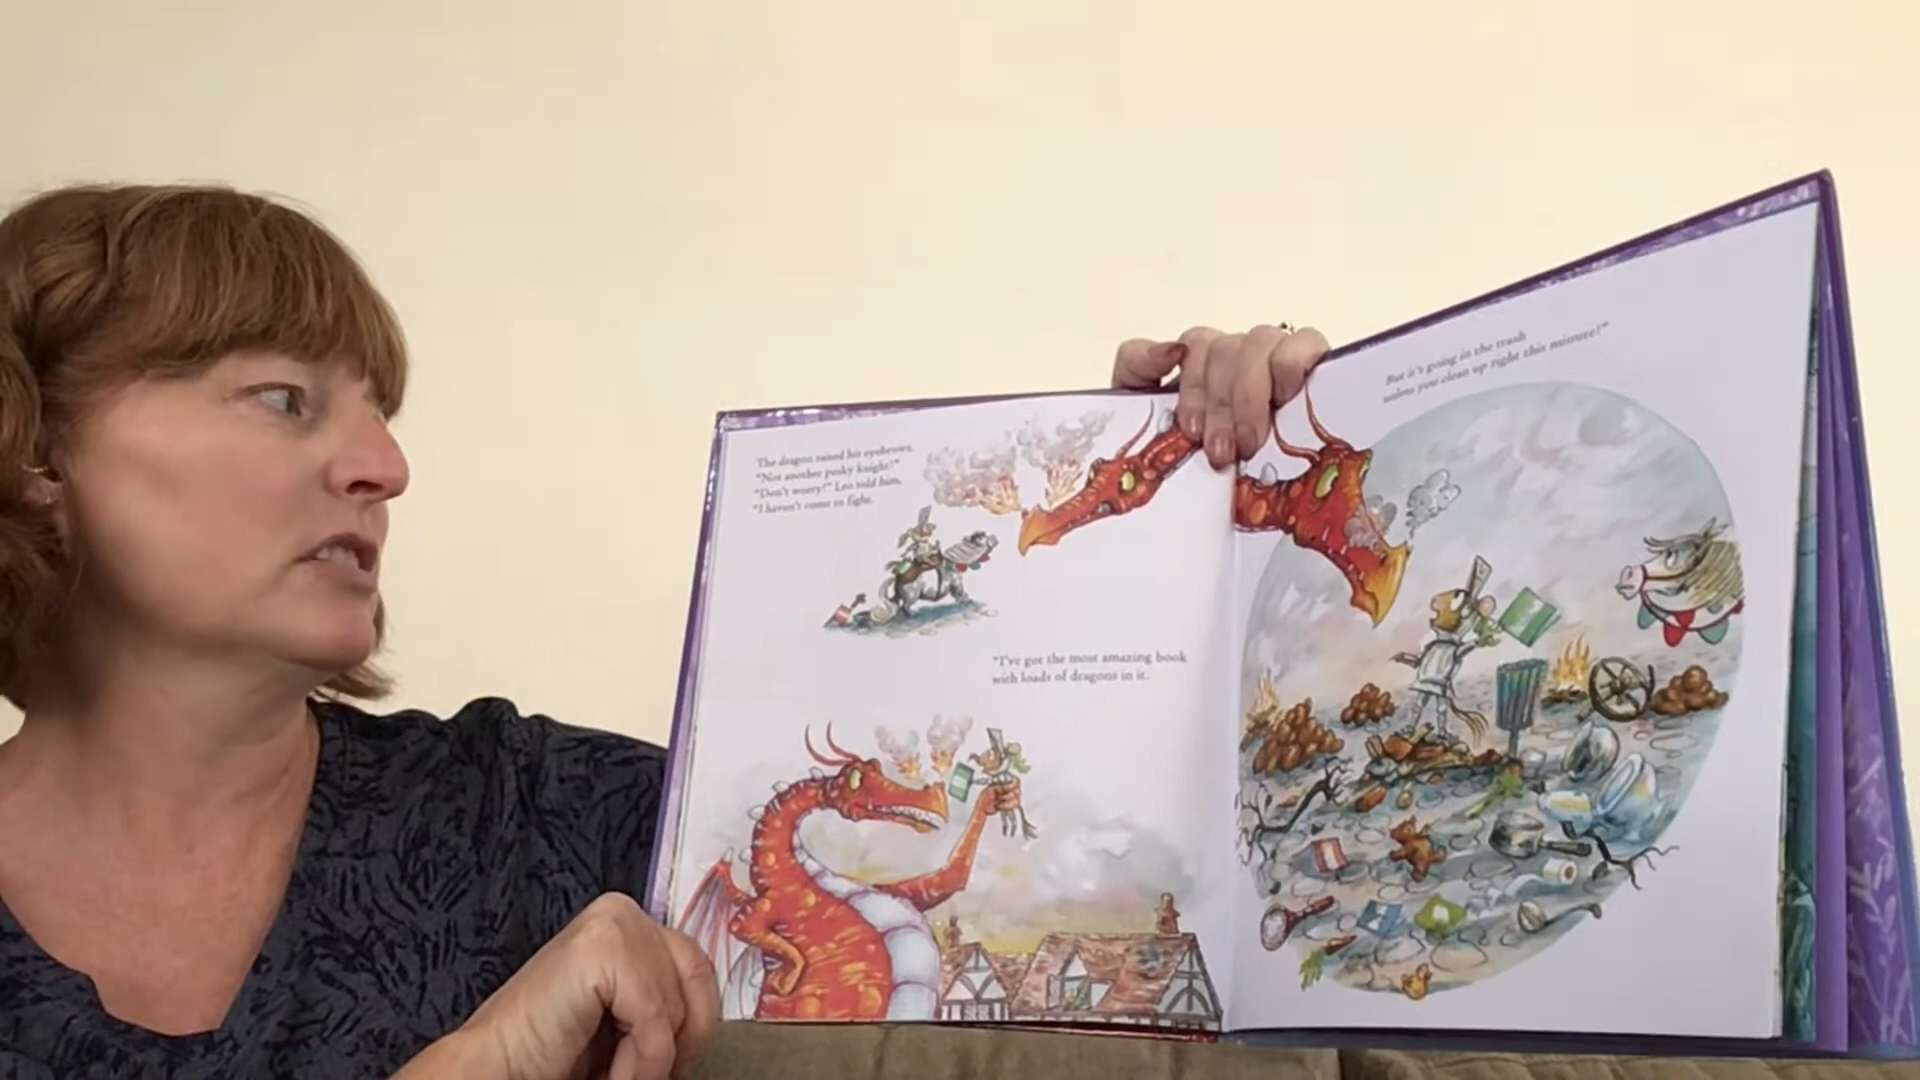 The dragon raised his eyebrows.
"Not another pesky knight!"
"Don't worry!" Leo told him,
"I haven't come to fight.
"I've got the most amazing book
with loads of dragons in it.
But it's going in the trash
unless you clean up right this minute!"